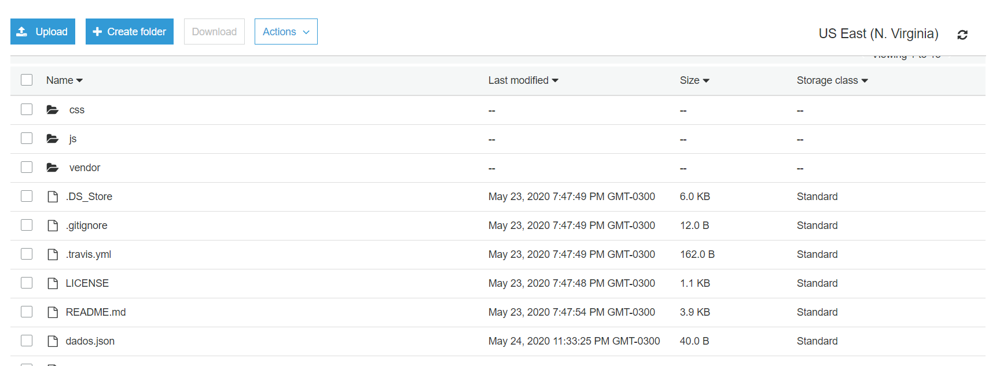 Upload Create folder Download Actions US East (N. Virginia)
Name Last modified Size Storage class
css -- -- --
js -- -- --
vendor -- -- --
.DS_Store May 23, 2020 7:47:49 PM GMT-0300 6.0 KB Standard
.gitignore May 23, 2020 7:47:49 PM GMT-0300 12.0 B Standard
.travis.yml May 23, 2020 7:47:49 PM GMT-0300 162.0 B Standard
LICENSE May 23, 2020 7:47:48 PM GMT-0300 1.1 KB Standard
README.md May 23, 2020 7:47:54 PM GMT-0300 3.9 KB Standard
dados.json May 24, 2020 11:33:25 PM GMT-0300 40.0 B Standard